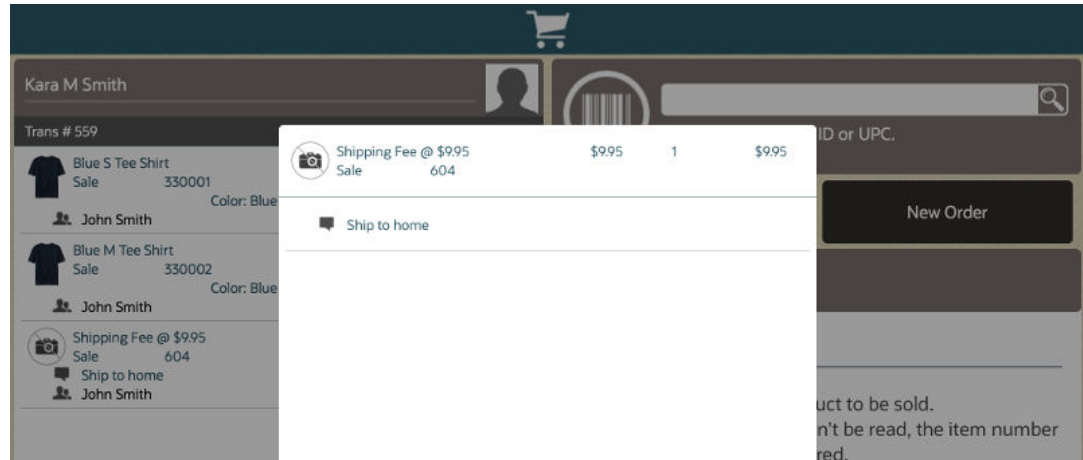 Kara M Smith
Trans # 559
Blue S Tee Shirt
Sale 330001
Color: Blue
John Smith
Blue M Tee Shirt
Sale 330002
Color: Blue
John Smith
Shipping Fee @ $9.95
Sale 604
Ship to home
John Smith
Shipping Fee @ $9.95 $9.95 1 $9.95
Sale 604
Ship to home
ID or UPC.
New Order
to be sold.
be read, the item number